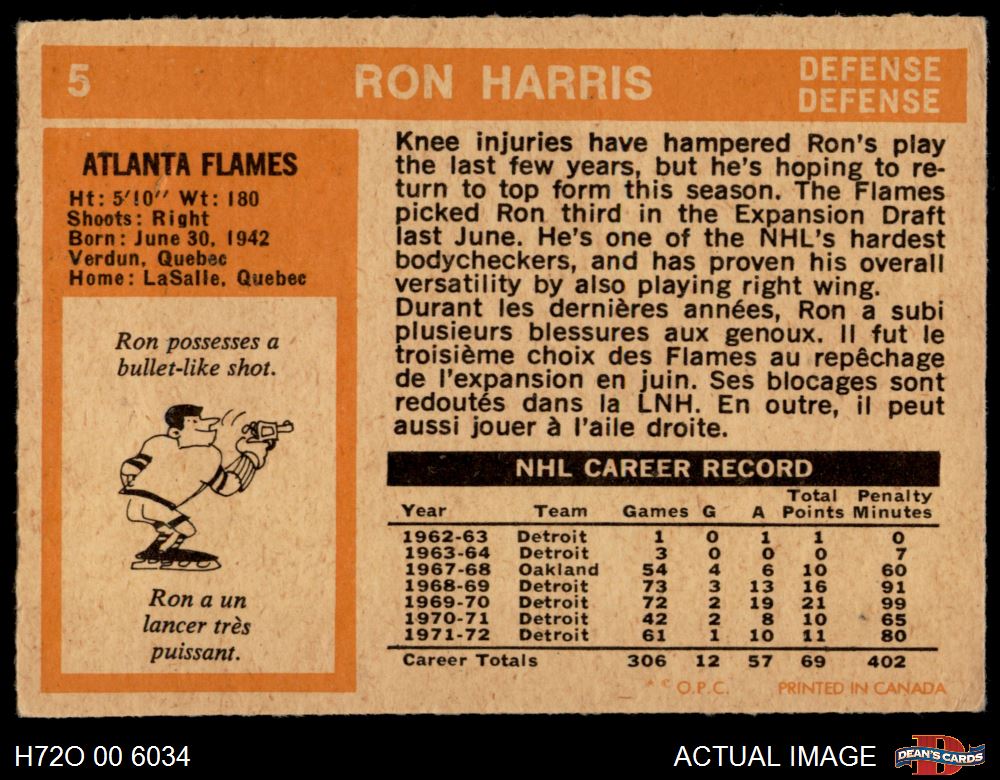 5 RON HARRIS DEFENSE
DEFENSE
ATLANTA FLAMES
Ht: 5'10" Wt: 180
Shoots: Right
Born: June 30, 1942
Verdun, Quebec
Home: LaSalle, Quebec
Ron possesses a
bullet-like shot.
Ron a un
lancer très
puissant.
Knee injuries have hampered Ron's play
the last few years, but he's hoping to re-
turn to top form this season. The Flames
picked Ron third in the Expansion Draft
last June. He's one of the NHL's hardest
bodycheckers, and has proven his overall
versatility by also playing right wing.
Durant les dernières années, Ron a subi
plusieurs blessures aux genoux. Il fut le
troisième choix des Flames au repêchage
de l'expansion en juin. Ses blocages sont
redoutés dans la LNH. En outre, il peut
aussi jouer à l'aile droite.
NHL CAREER RECORD
Total Penalty
Year Team Games G A Points Minutes
1962-63 Detroit 1 0 1 1 0
1963-64 Detroit 3 0 0 0 7
1967-68 Oakland 54 4 6 10 60
1968-69 Detroit 73 3 13 16 91
1969-70 Detroit 72 2 19 21 99
1970-71 Detroit 42 2 8 10 65
1971-72 Detroit 61 1 10 11 80
Career Totals 306 12 57 69 402
* © O.P.C. PRINTED IN CANADA
H72O 00 6034 ACTUAL IMAGE D DEAN'S CARDS